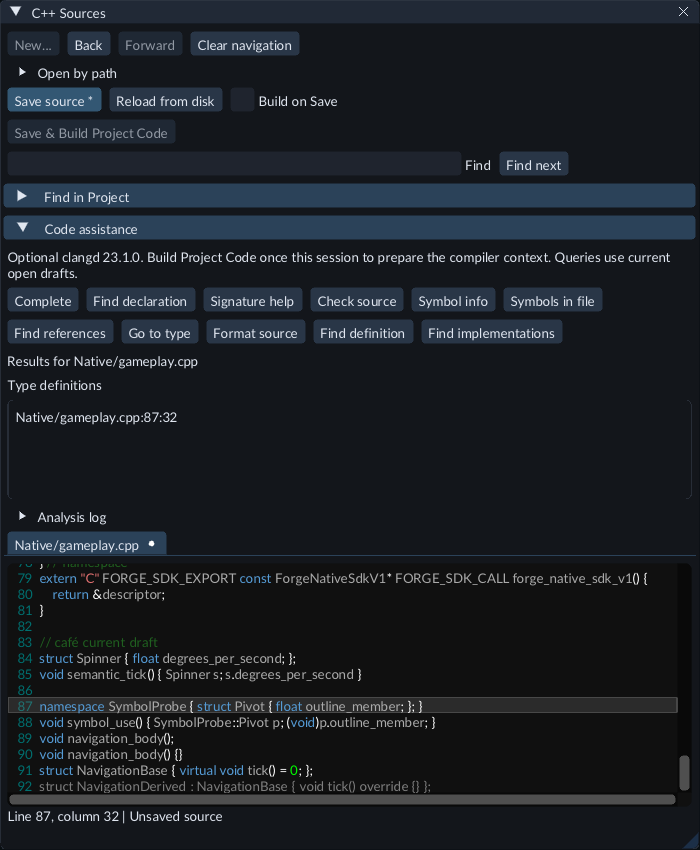 C++ Sources
New... Back Forward Clear navigation
Open by path
Save source * Reload from disk Build on Save
Save & Build Project Code
Find Find next
Find in Project
Code assistance
Optional clangd 23.1.0. Build Project Code once this session to prepare the compiler context. Queries use current
open drafts.
Complete Find declaration Signature help Check source Symbol info Symbols in file
Find references Go to type Format source Find definition Find implementations
Results for Native/gameplay.cpp
Type definitions
Native/gameplay.cpp:87:32
Analysis log
Native/gameplay.cpp
78 } // namespace
79 extern "C" FORGE_SDK_EXPORT const ForgeNativeSdkV1* FORGE_SDK_CALL forge_native_sdk_v1() {
80 return &descriptor;
81 }
82
83 // café current draft
84 struct Spinner { float degrees_per_second; };
85 void semantic_tick() { Spinner s; s.degrees_per_second }
86
87 namespace SymbolProbe { struct Pivot { float outline_member; }; }
88 void symbol_use() { SymbolProbe::Pivot p; (void)p.outline_member; }
89 void navigation_body();
90 void navigation_body() {}
91 struct NavigationBase { virtual void tick() = 0; };
92 struct NavigationDerived : NavigationBase { void tick() override {} };
Line 87, column 32 | Unsaved source